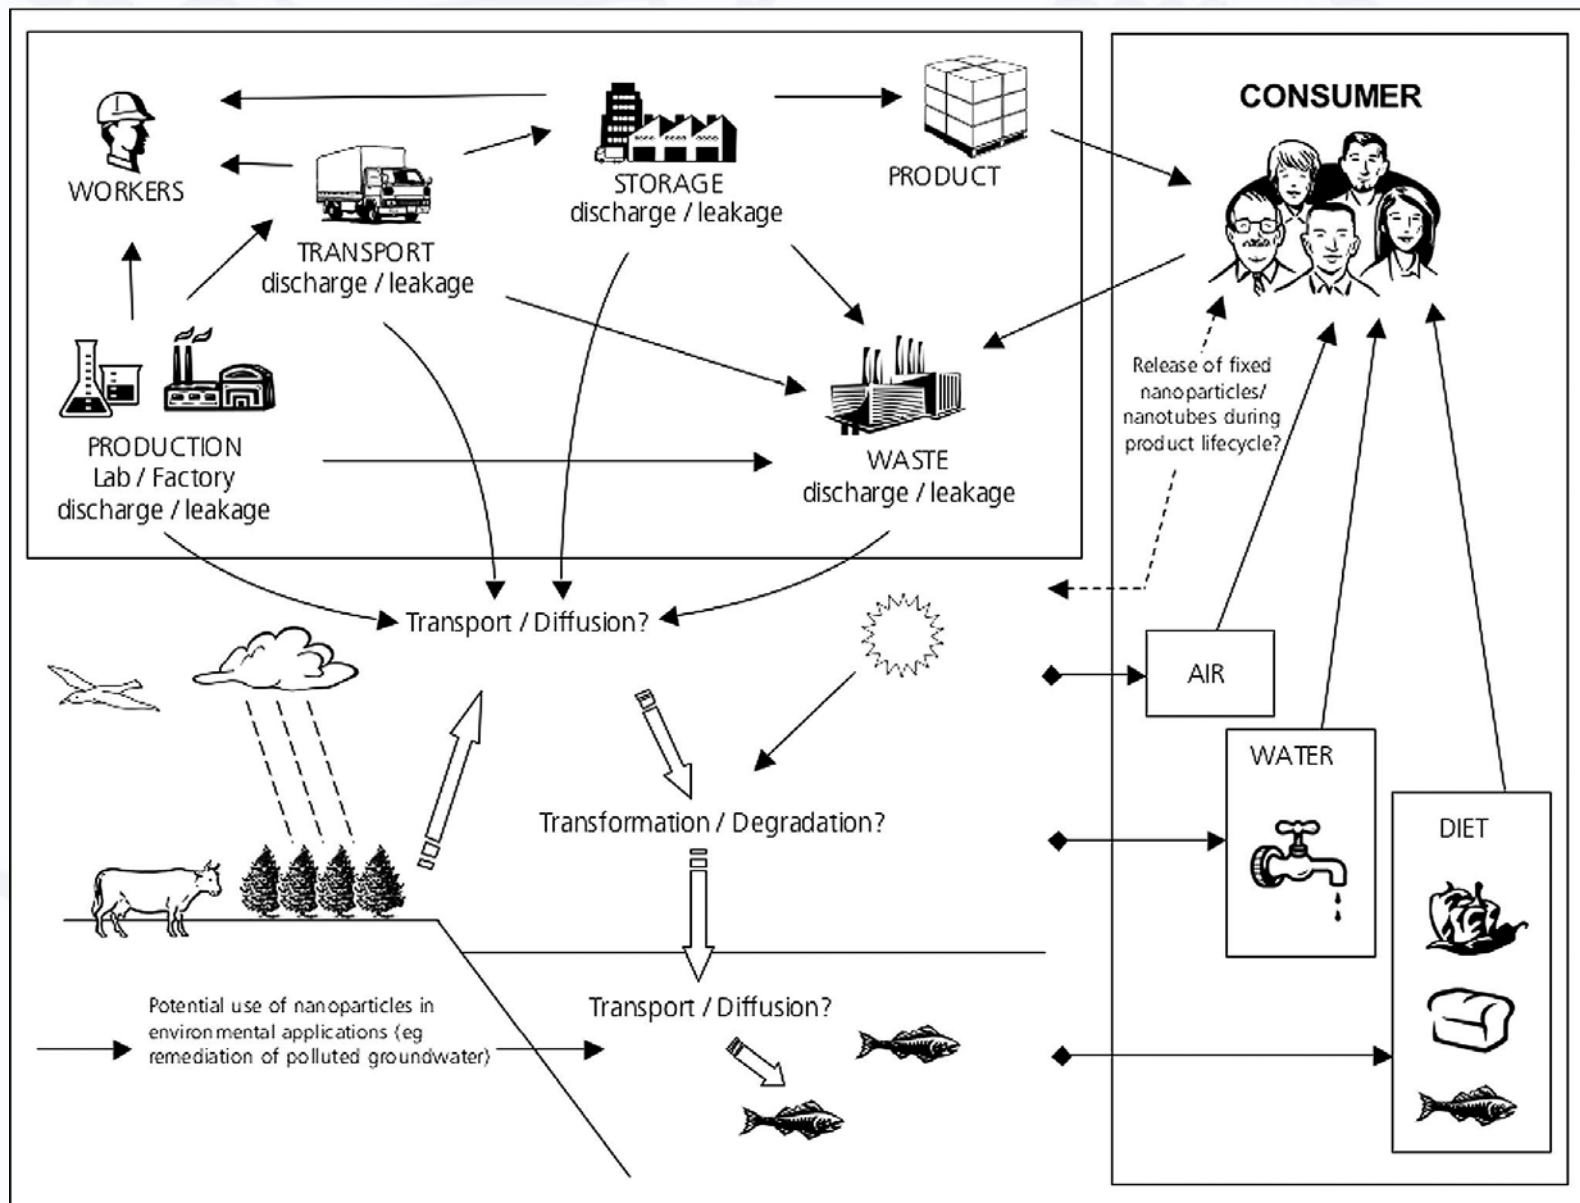 CONSUMER
WORKERS
STORAGE
discharge / leakage
PRODUCT
TRANSPORT
discharge / leakage
PRODUCTION
Lab / Factory
discharge / leakage
WASTE
discharge / leakage
Release of fixed
nanoparticles/
nanotubes during
product lifecycle?
Transport / Diffusion?
AIR
WATER
Transformation / Degradation?
DIET
Potential use of nanoparticles in
environmental applications (eg
remediation of polluted groundwater)
Transport / Diffusion?